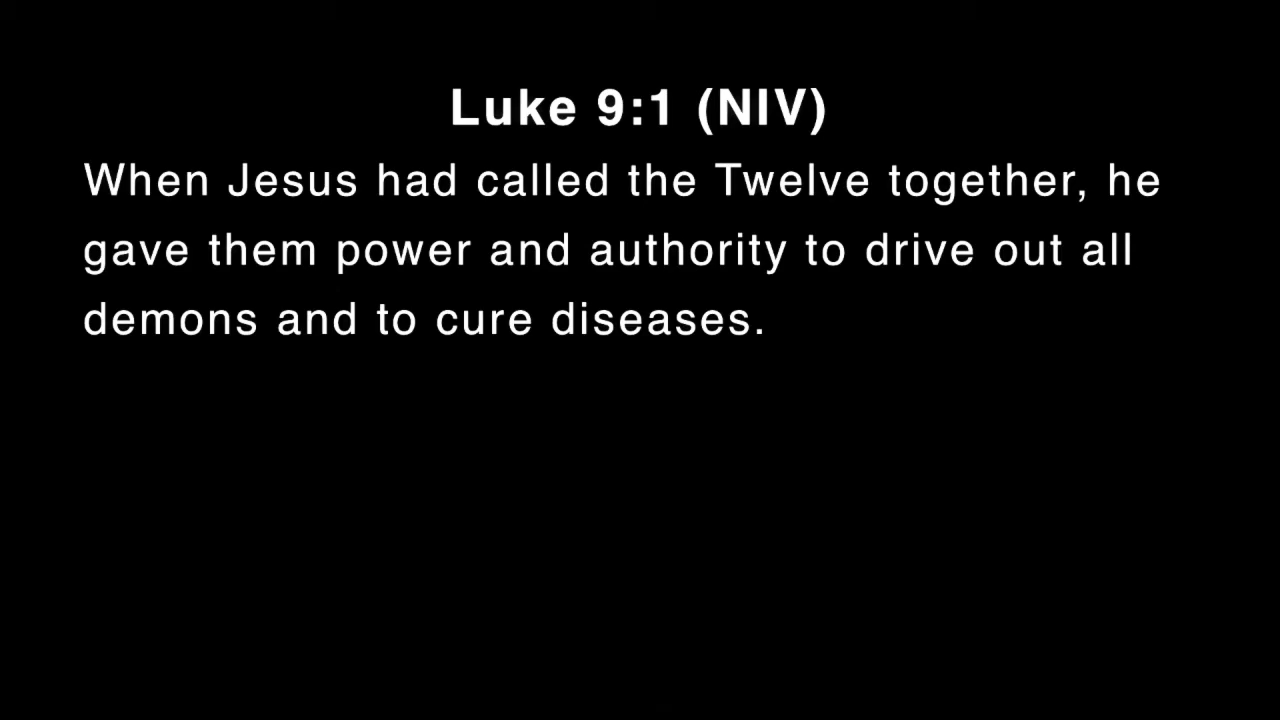 Luke 9:1 (NIV)
When Jesus had called the Twelve together, he
gave them power and authority to drive out all
demons and to cure diseases.